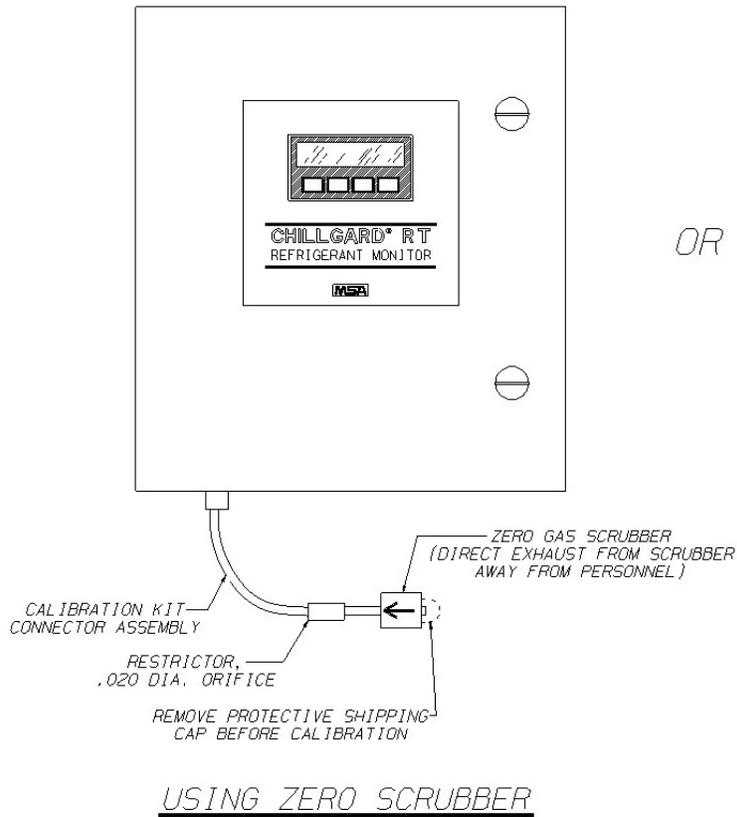 CHILLGARD® RT
REFRIGERANT MONITOR
MSA
OR
ZERO GAS SCRUBBER
(DIRECT EXHAUST FROM SCRUBBER
AWAY FROM PERSONNEL)
CALIBRATION KIT
CONNECTOR ASSEMBLY
RESTRICTOR,
.020 DIA. ORIFICE
REMOVE PROTECTIVE SHIPPING
CAP BEFORE CALIBRATION
USING ZERO SCRUBBER